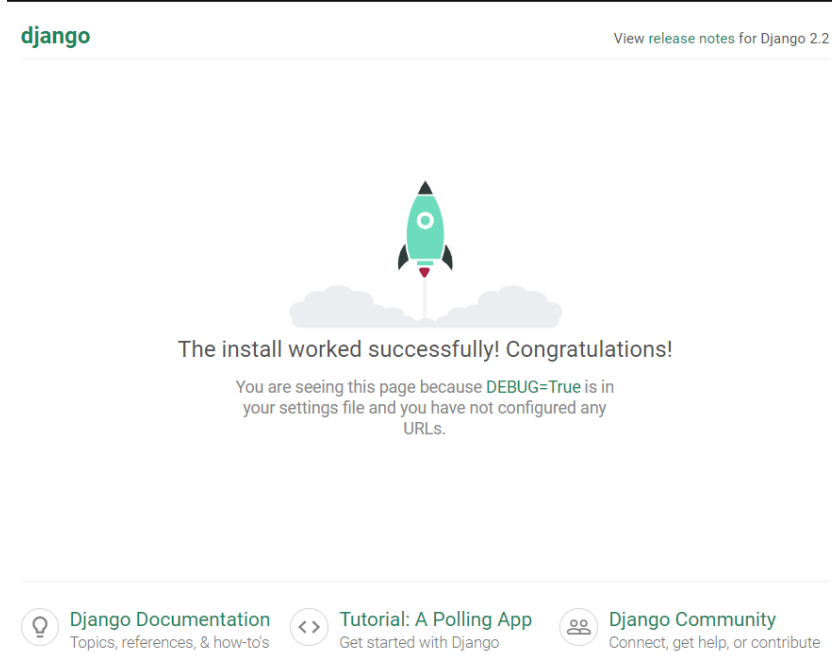 django
View release notes for Django 2.2
The install worked successfully! Congratulations!
You are seeing this page because DEBUG=True is in
your settings file and you have not configured any
URLs.
Django Documentation
Topics, references, & how-to's
Tutorial: A Polling App
Get started with Django
Django Community
Connect, get help, or contribute